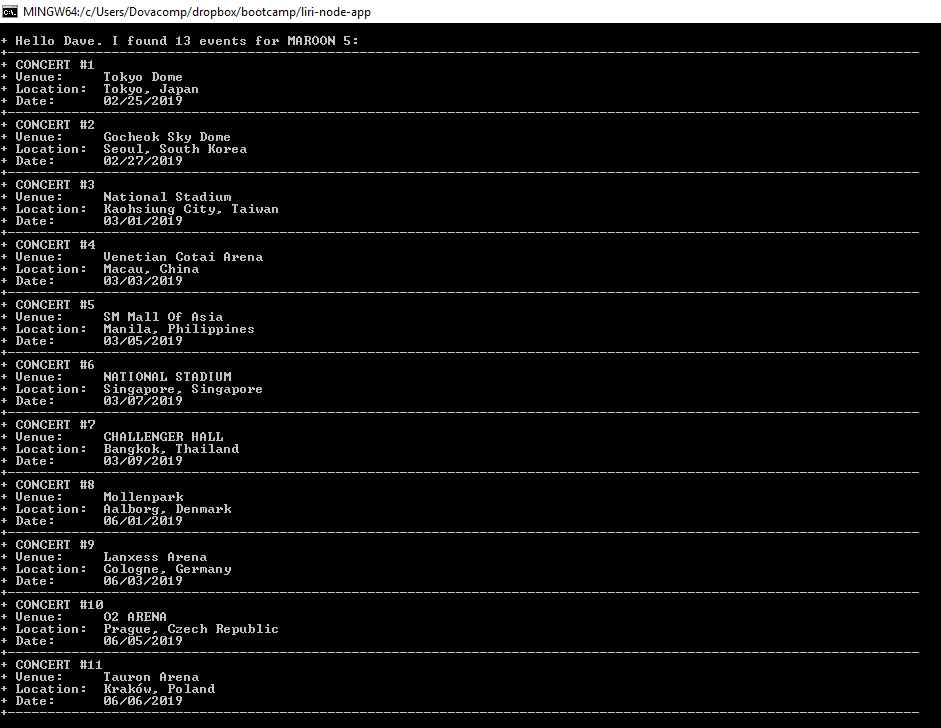 MINGW64:/c/Users/Dovacomp/dropbox/bootcamp/liri-node-app
+ Hello Dave. I found 13 events for MAROON 5:
+ CONCERT #1
+ Venue: Tokyo Dome
+ Location: Tokyo, Japan
+ Date: 02/25/2019
+ CONCERT #2
+ Venue: Gocheok Sky Dome
+ Location: Seoul, South Korea
+ Date: 02/27/2019
+ CONCERT #3
+ Venue: National Stadium
+ Location: Kaohsiung City, Taiwan
+ Date: 03/01/2019
+ CONCERT #4
+ Venue: Venetian Cotai Arena
+ Location: Macau, China
+ Date: 03/03/2019
+ CONCERT #5
+ Venue: SM Mall Of Asia
+ Location: Manila, Philippines
+ Date: 03/05/2019
+ CONCERT #6
+ Venue: NATIONAL STADIUM
+ Location: Singapore, Singapore
+ Date: 03/07/2019
+ CONCERT #7
+ Venue: CHALLENGER HALL
+ Location: Bangkok, Thailand
+ Date: 03/09/2019
+ CONCERT #8
+ Venue: Mollenpark
+ Location: Aalborg, Denmark
+ Date: 06/01/2019
+ CONCERT #9
+ Venue: Lanxess Arena
+ Location: Cologne, Germany
+ Date: 06/03/2019
+ CONCERT #10
+ Venue: O2 ARENA
+ Location: Prague, Czech Republic
+ Date: 06/05/2019
+ CONCERT #11
+ Venue: Tauron Arena
+ Location: Kraków, Poland
+ Date: 06/06/2019